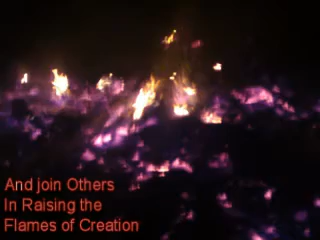 And join Others
In Raising the
Flames of Creation